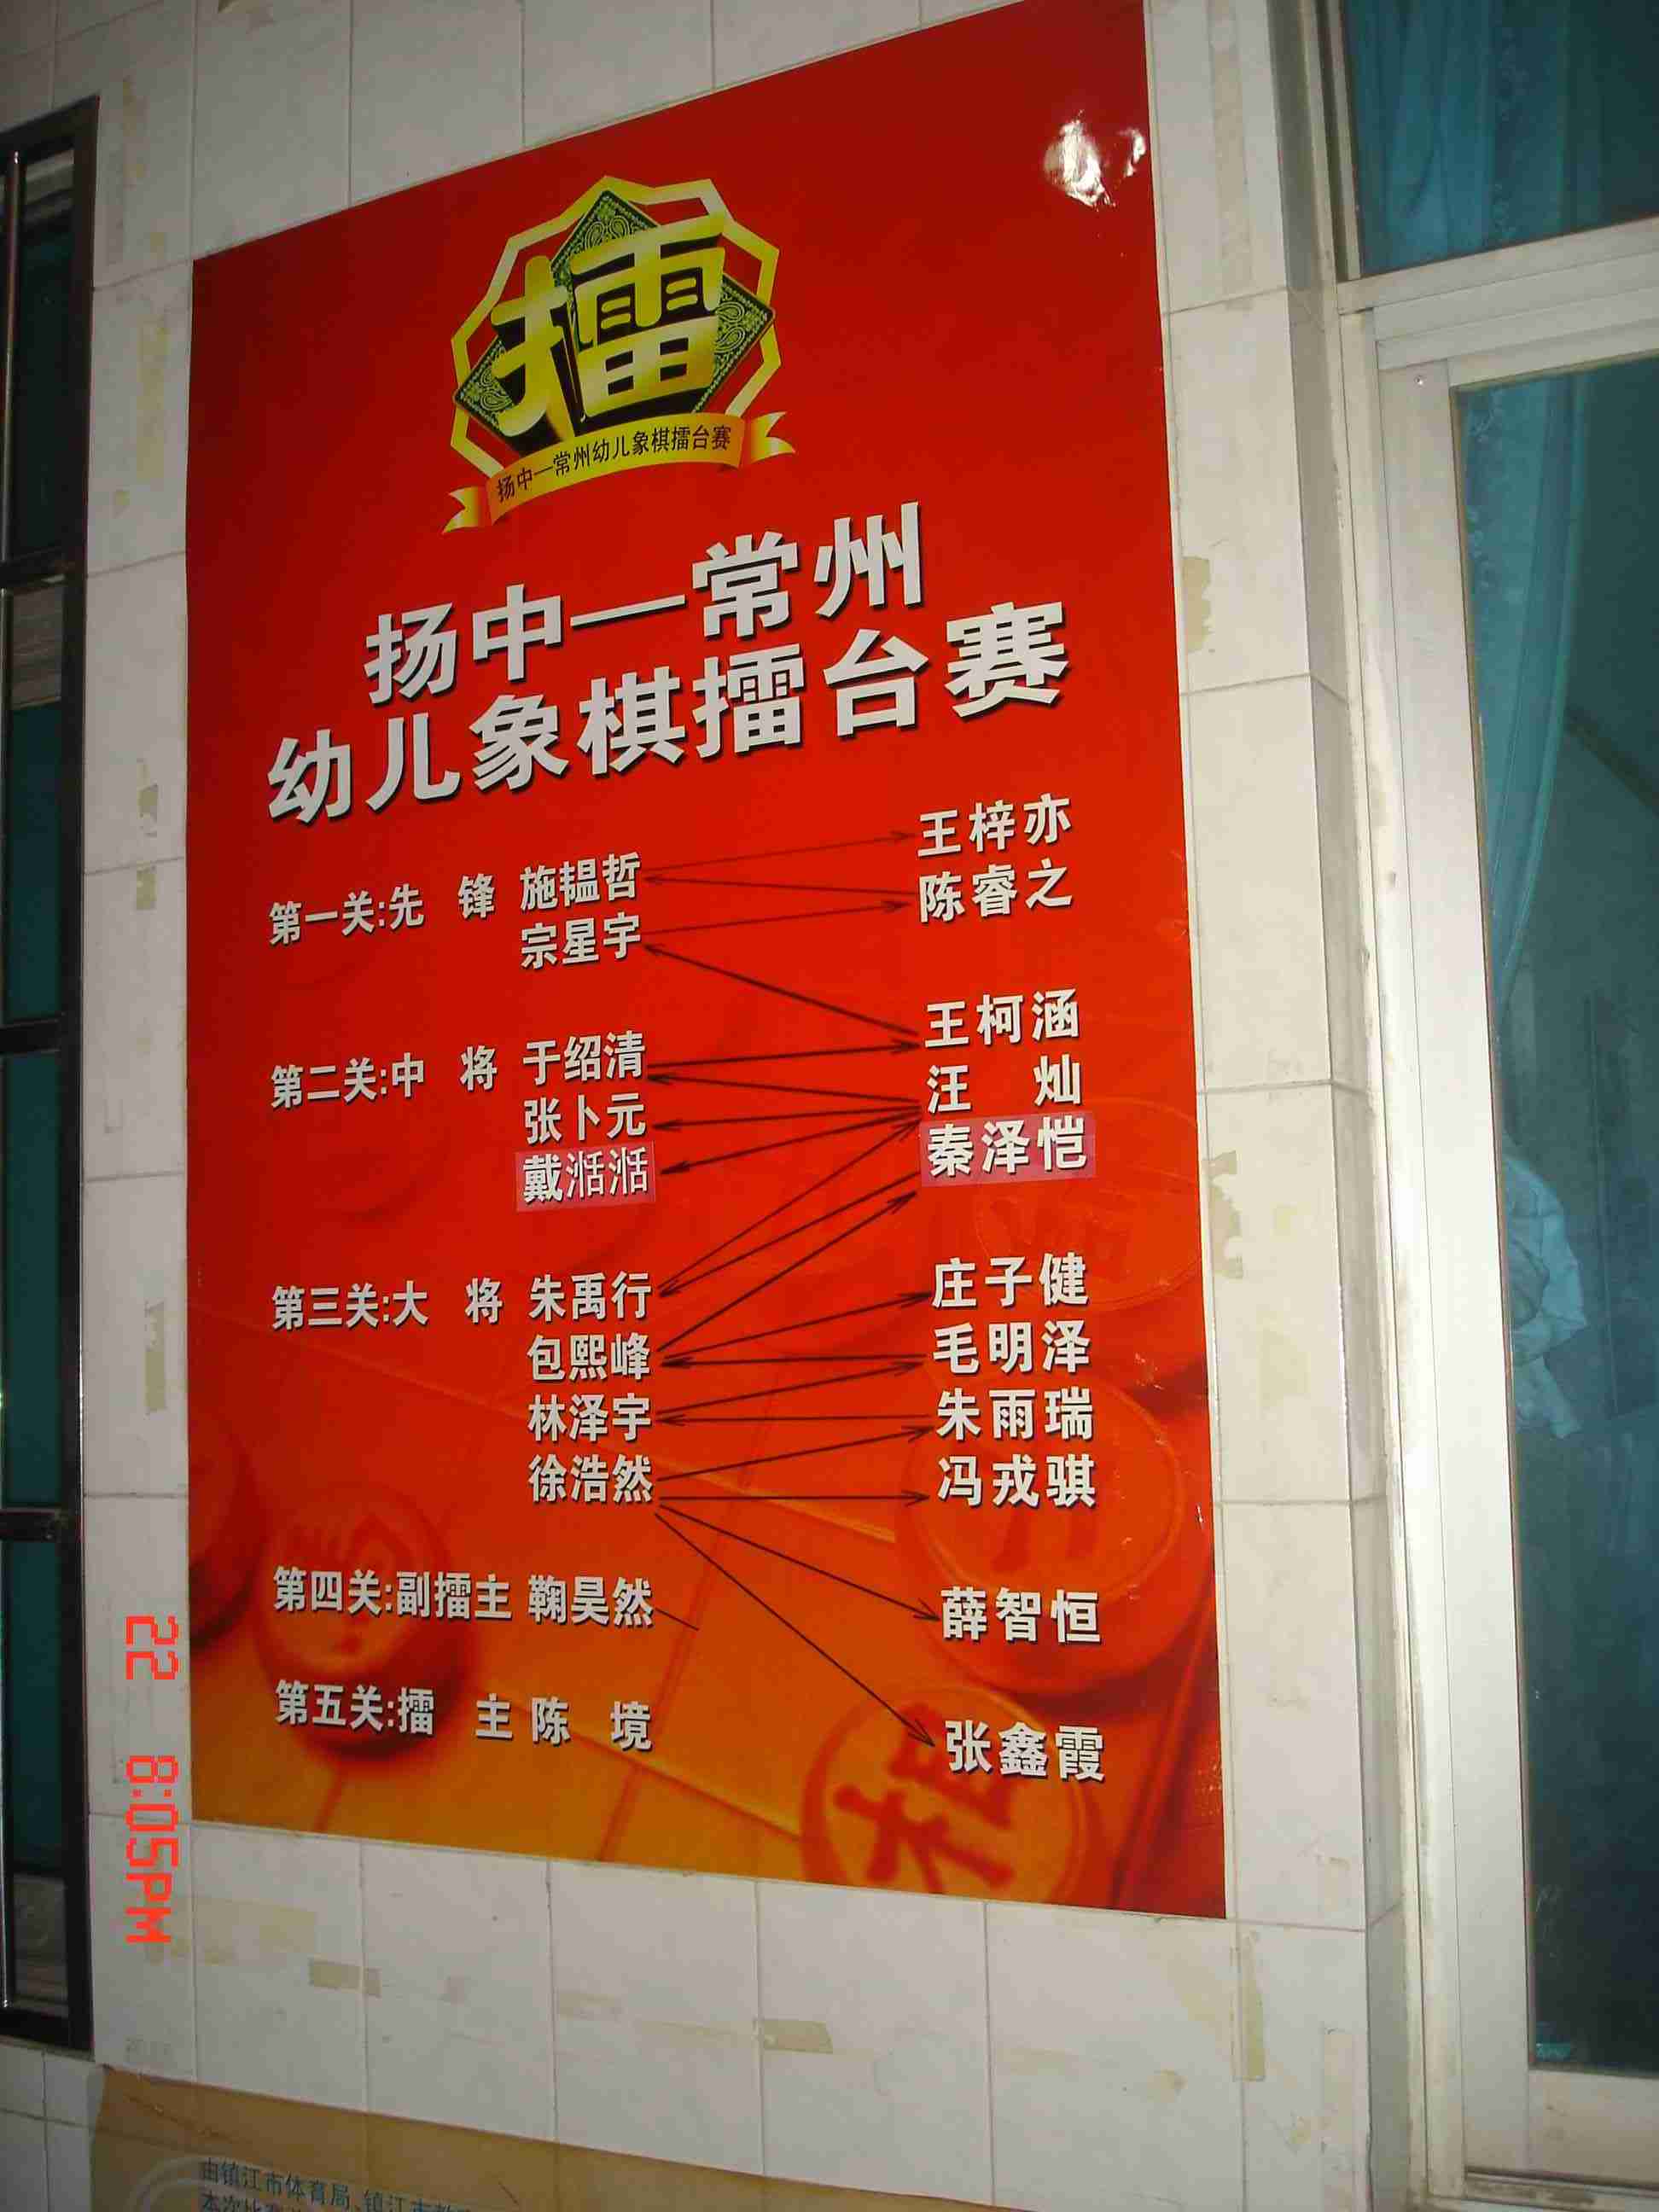 擂
扬中—常州幼儿象棋擂台赛
扬中—常州
幼儿象棋擂台赛
第一关:先 锋 施韫哲 王梓亦
宗星宇 陈睿之
第二关:中 将 于绍清 王柯涵
张卜元 汪 灿
戴湉湉 秦泽恺
第三关:大 将 朱禹行 庄子健
包熙峰 毛明泽
林泽宇 朱雨瑞
徐浩然 冯戎骐
第四关:副擂主 鞠昊然 薛智恒
第五关:擂 主 陈 境 张鑫霞
22 8:05PM
由镇江市体育局、镇江市
本次比赛